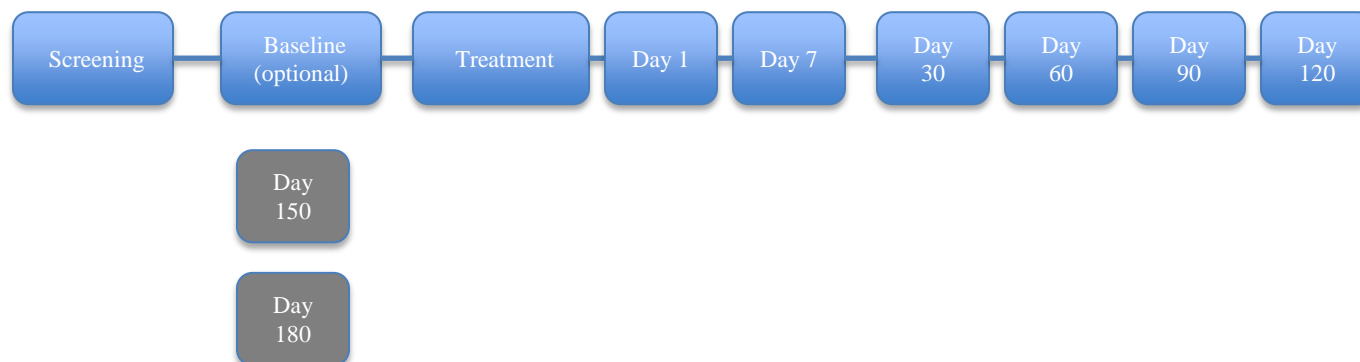 Screening
Baseline
(optional)
Treatment
Day 1
Day 7
Day
30
Day
60
Day
90
Day
120
Day
150
Day
180